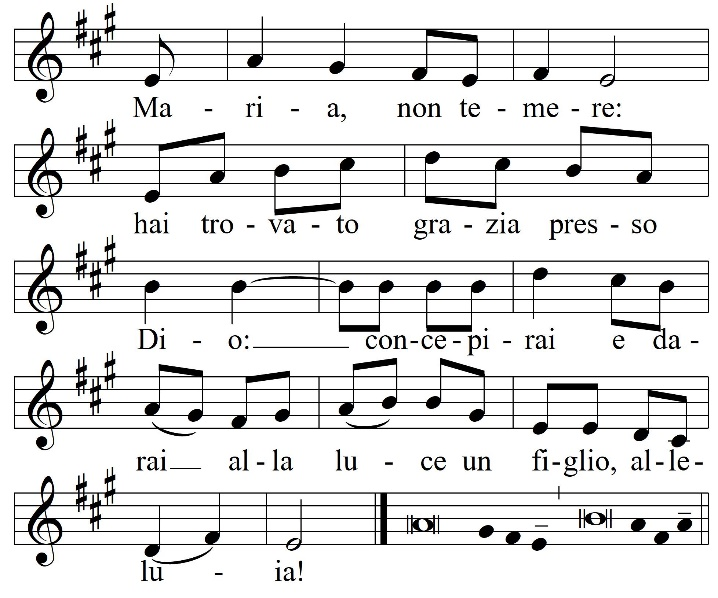 Ma - ri - a, non te - me - re:
hai tro - va - to gra - zia pres - so
Di - o: con - ce - pi - rai e da -
rai al - la lu - ce un fi - glio, al - le -
lu - ia!